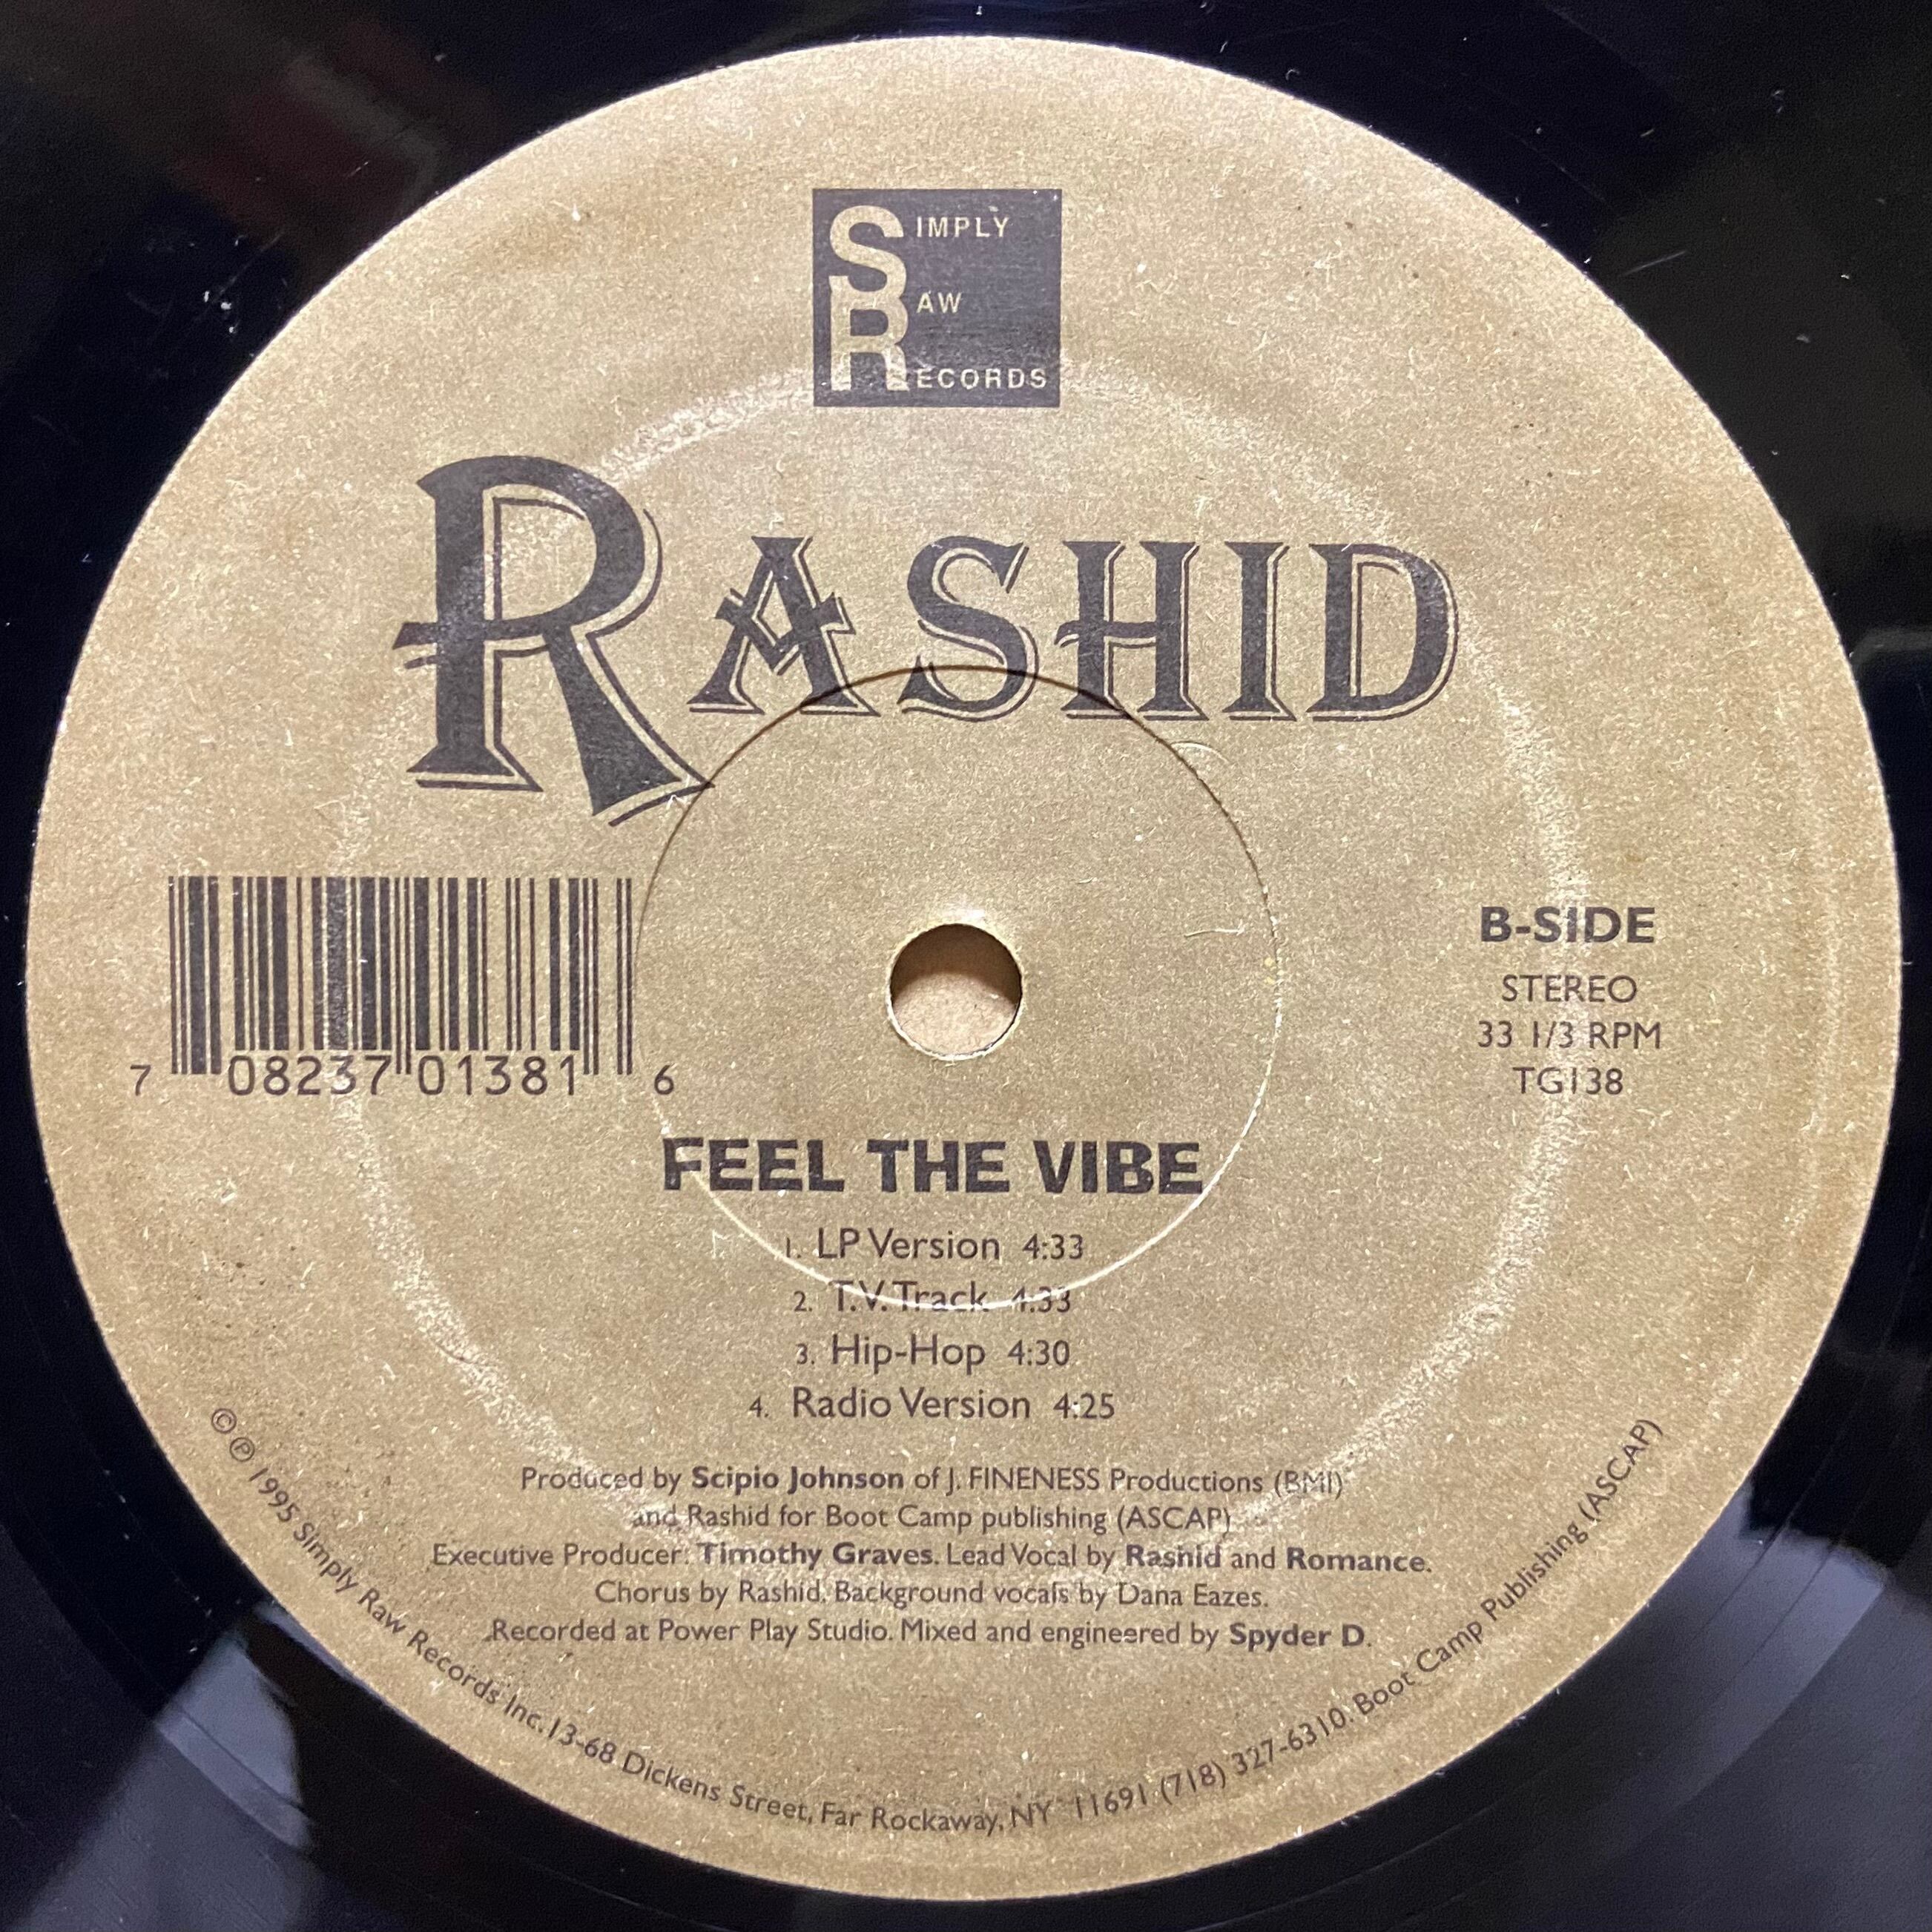 SIMPLY
RAW
RECORDS
RASHID
7 08237 01381 6
B-SIDE
STEREO
33 1/3 RPM
TG138
FEEL THE VIBE
1. LP Version 4:33
2. T.V. Track 4:33
3. Hip-Hop 4:30
4. Radio Version 4:25
Produced by Scipio Johnson of J. FINENESS Productions (BMI)
and Rashid for Boot Camp publishing (ASCAP)
Executive Producer: Timothy Graves. Lead Vocal by Rashid and Romance.
Chorus by Rashid. Background vocals by Dana Eazes.
Recorded at Power Play Studio. Mixed and engineered by Spyder D.
©℗ 1995 Simply Raw Records Inc. 13-68 Dickens Street, Far Rockaway, NY 11691 (718) 327-6310. Boot Camp Publishing (ASCAP)